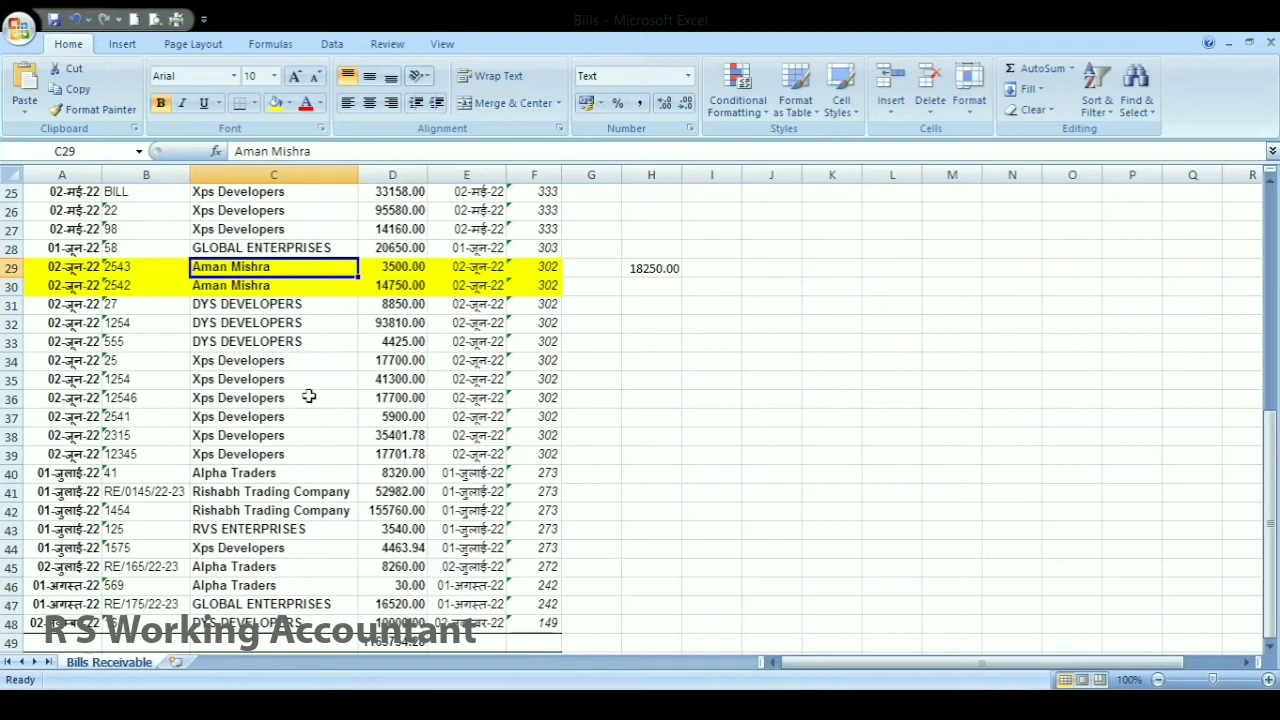 Bills - Microsoft Excel
Home Insert Page Layout Formulas Data Review View
Paste Cut Copy Format Painter Clipboard
Arial 10 B I U A Font
Wrap Text Merge & Center Alignment
Text % , Number
Conditional Formatting Format as Table Cell Styles Styles
Insert Delete Format Cells
Σ AutoSum Fill Clear Sort & Filter Find & Select Editing
C29 fx Aman Mishra
A B C D E F G H I J K L M N O P Q R
25 02-मई-22 BILL Xps Developers 33158.00 02-मई-22 333
26 02-मई-22 22 Xps Developers 95580.00 02-मई-22 333
27 02-मई-22 98 Xps Developers 14160.00 02-मई-22 333
28 01-जून-22 58 GLOBAL ENTERPRISES 20650.00 01-जून-22 303
29 02-जून-22 2543 Aman Mishra 3500.00 02-जून-22 302 18250.00
30 02-जून-22 2542 Aman Mishra 14750.00 02-जून-22 302
31 02-जून-22 27 DYS DEVELOPERS 8850.00 02-जून-22 302
32 02-जून-22 1254 DYS DEVELOPERS 93810.00 02-जून-22 302
33 02-जून-22 555 DYS DEVELOPERS 4425.00 02-जून-22 302
34 02-जून-22 25 Xps Developers 17700.00 02-जून-22 302
35 02-जून-22 1254 Xps Developers 41300.00 02-जून-22 302
36 02-जून-22 12546 Xps Developers 17700.00 02-जून-22 302
37 02-जून-22 2541 Xps Developers 5900.00 02-जून-22 302
38 02-जून-22 2315 Xps Developers 35401.78 02-जून-22 302
39 02-जून-22 12345 Xps Developers 17701.78 02-जून-22 302
40 01-जुलाई-22 41 Alpha Traders 8320.00 01-जुलाई-22 273
41 01-जुलाई-22 RE/0145/22-23 Rishabh Trading Company 52982.00 01-जुलाई-22 273
42 01-जुलाई-22 1454 Rishabh Trading Company 155760.00 01-जुलाई-22 273
43 01-जुलाई-22 125 RVS ENTERPRISES 3540.00 01-जुलाई-22 273
44 01-जुलाई-22 1575 Xps Developers 4463.94 01-जुलाई-22 273
45 02-जुलाई-22 RE/165/22-23 Alpha Traders 8260.00 02-जुलाई-22 272
46 01-अगस्त-22 569 Alpha Traders 30.00 01-अगस्त-22 242
47 01-अगस्त-22 RE/175/22-23 GLOBAL ENTERPRISES 16520.00 01-अगस्त-22 242
48 DYS DEVELOPERS 149
R S Working Accountant
49
Bills Receivable
Ready 100%